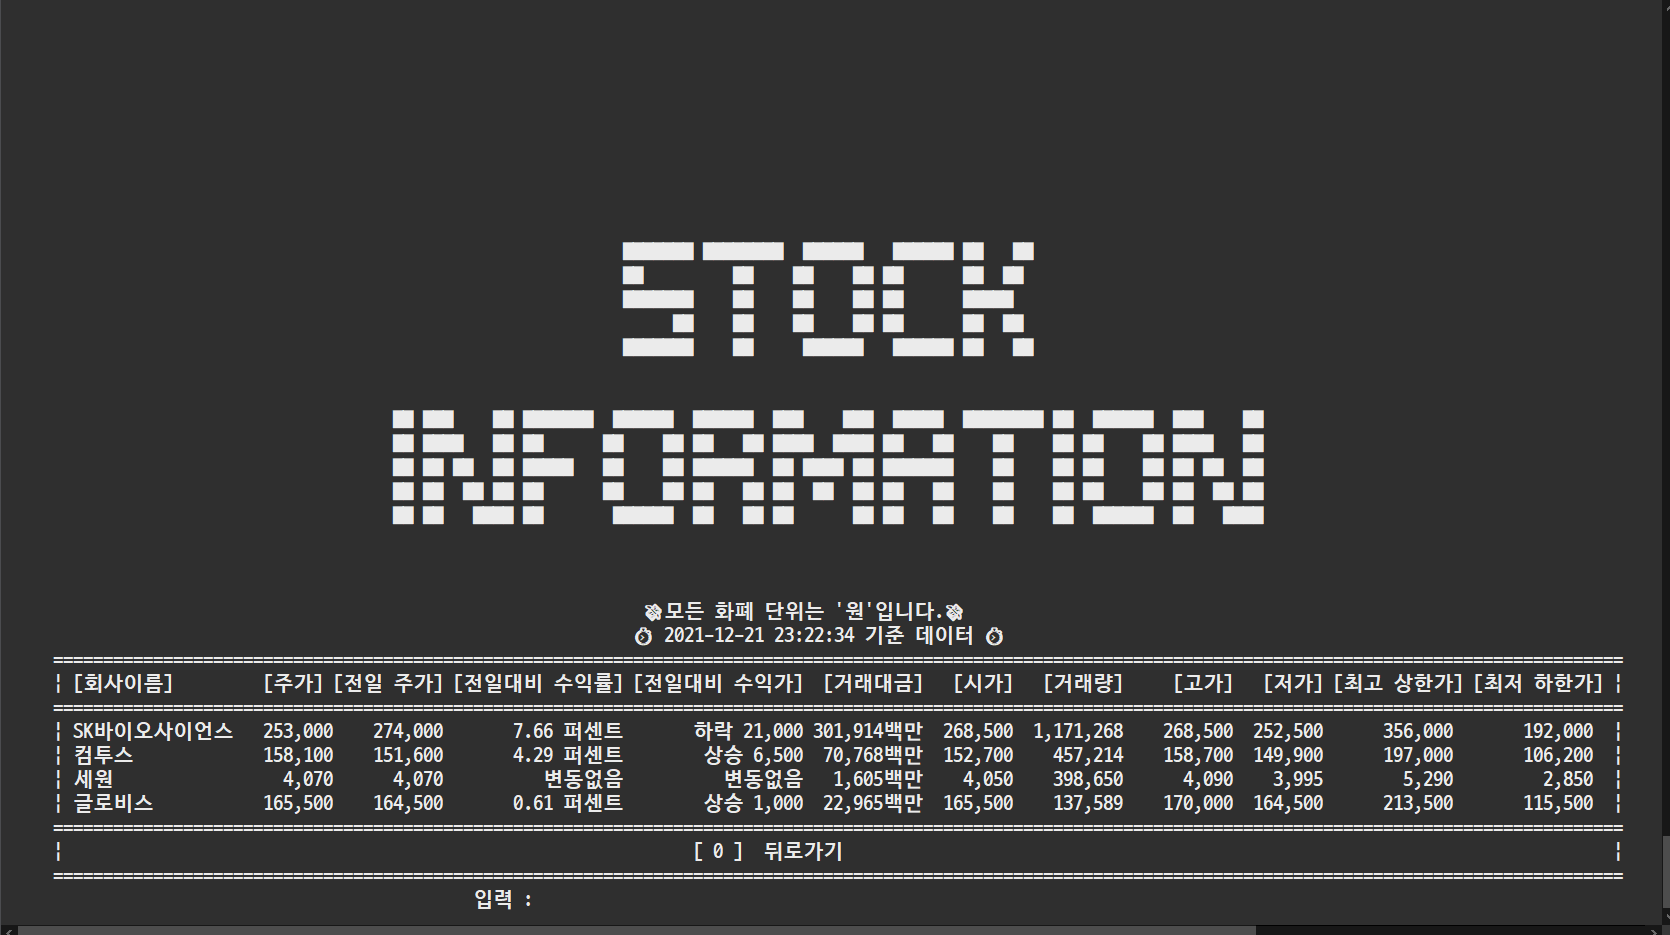 STOCK
INFORMATION
모든 화폐 단위는 '원'입니다.
2021-12-21 23:22:34 기준 데이터
[회사이름] [주가] [전일 주가] [전일대비 수익률] [전일대비 수익가] [거래대금] [시가] [거래량] [고가] [저가] [최고 상한가] [최저 하한가]
SK바이오사이언스 253,000 274,000 7.66 퍼센트 하락 21,000 301,914백만 268,500 1,171,268 268,500 252,500 356,000 192,000
컴투스 158,100 151,600 4.29 퍼센트 상승 6,500 70,768백만 152,700 457,214 158,700 149,900 197,000 106,200
세원 4,070 4,070 변동없음 변동없음 1,605백만 4,050 398,650 4,090 3,995 5,290 2,850
글로비스 165,500 164,500 0.61 퍼센트 상승 1,000 22,965백만 165,500 137,589 170,000 164,500 213,500 115,500
[ 0 ] 뒤로가기
입력 :